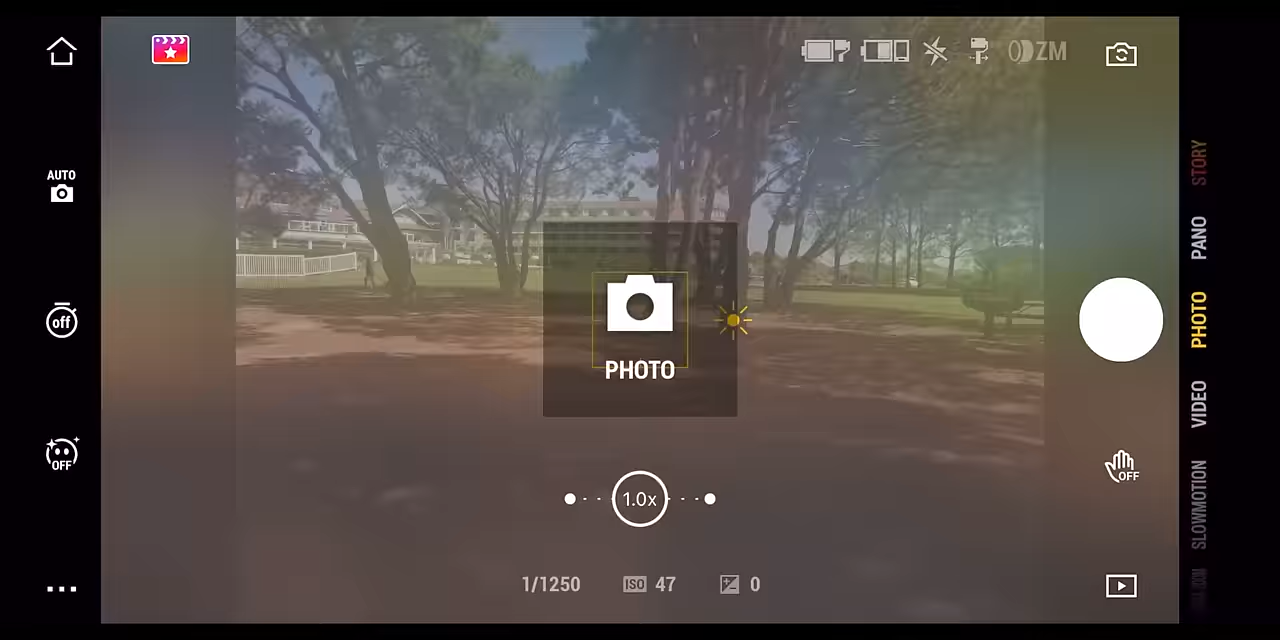 ZM
AUTO
STORY
PANO
off
PHOTO
PHOTO
VIDEO
OFF
OFF
1.0x
SLOWMOTION
1/1250
ISO 47
0